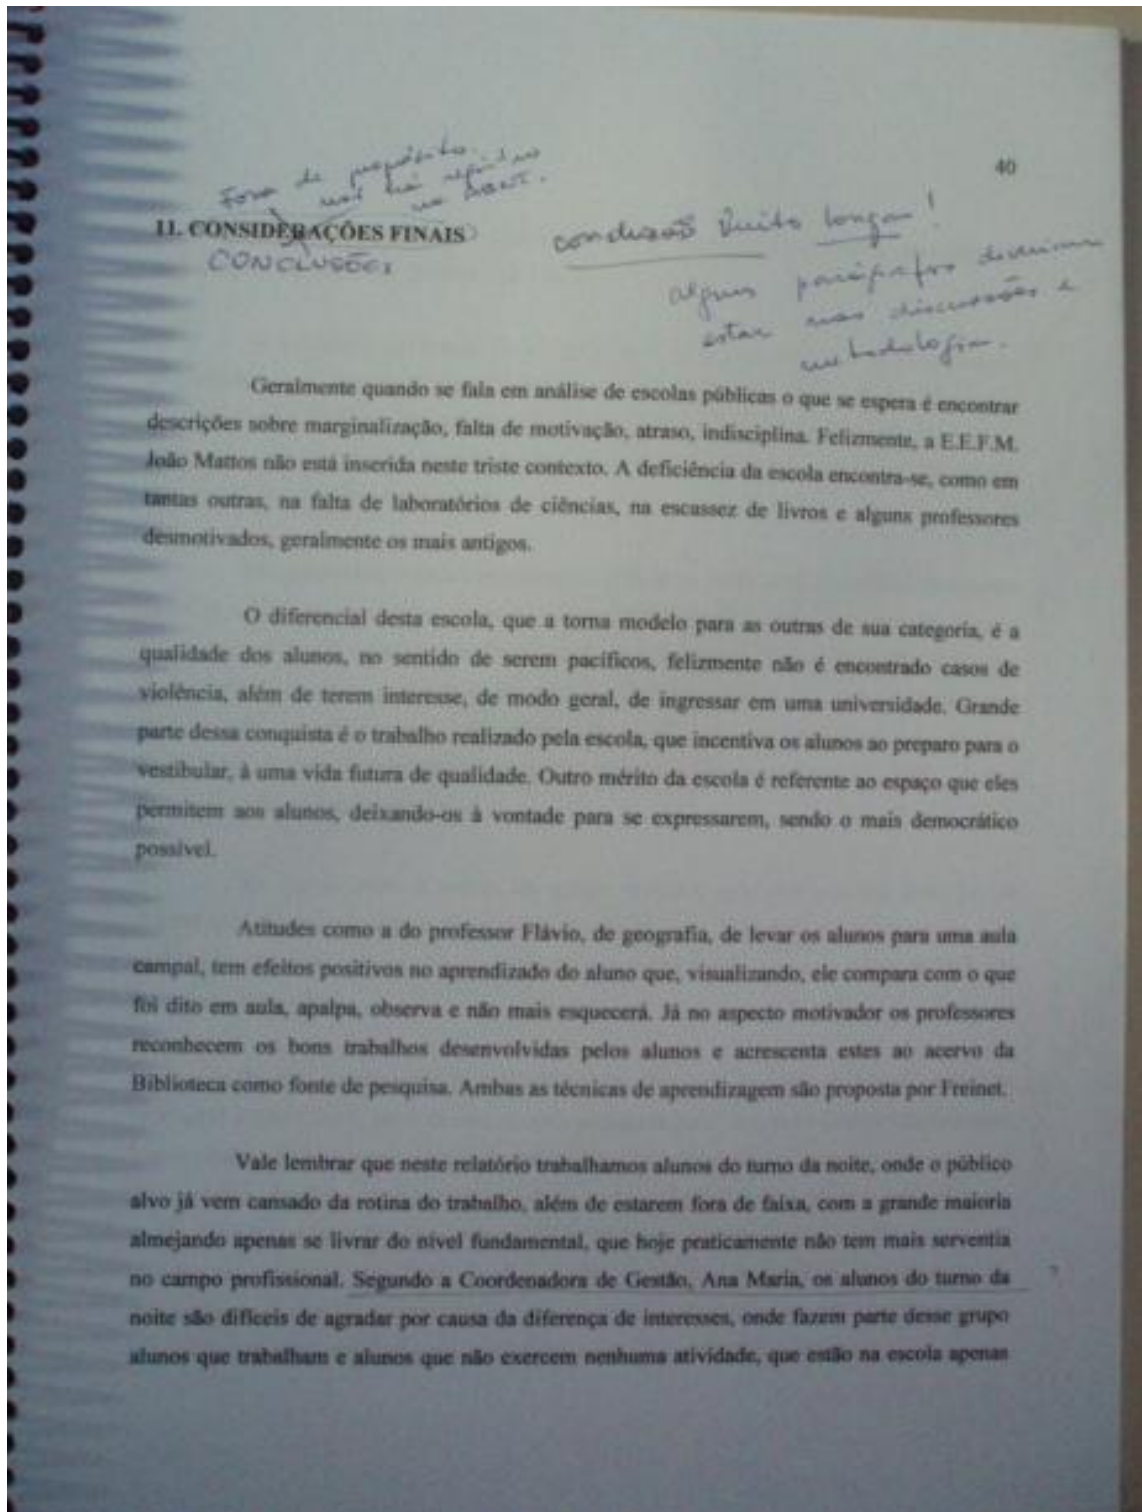 40
Fora de propósito.
não há registro
na ABNT.
11. CONSIDERAÇÕES FINAIS
CONCLUSÕES
conclusão muito longa!
alguns parágrafos deveriam
estar nas discussões e
metodologia.
Geralmente quando se fala em análise de escolas públicas o que se espera é encontrar
descrições sobre marginalização, falta de motivação, atraso, indisciplina. Felizmente, a E.E.F.M.
João Mattos não está inserida neste triste contexto. A deficiência da escola encontra-se, como em
tantas outras, na falta de laboratórios de ciências, na escassez de livros e alguns professores
desmotivados, geralmente os mais antigos.
O diferencial desta escola, que a torna modelo para as outras de sua categoria, é a
qualidade dos alunos, no sentido de serem pacíficos, felizmente não é encontrado casos de
violência, além de terem interesse, de modo geral, de ingressar em uma universidade. Grande
parte dessa conquista é o trabalho realizado pela escola, que incentiva os alunos ao preparo para o
vestibular, à uma vida futura de qualidade. Outro mérito da escola é referente ao espaço que eles
permitem aos alunos, deixando-os à vontade para se expressarem, sendo o mais democrático
possível.
Atitudes como a do professor Flávio, de geografia, de levar os alunos para uma aula
campal, tem efeitos positivos no aprendizado do aluno que, visualizando, ele compara com o que
foi dito em aula, apalpa, observa e não mais esquecerá. Já no aspecto motivador os professores
reconhecem os bons trabalhos desenvolvidas pelos alunos e acrescenta estes ao acervo da
Biblioteca como fonte de pesquisa. Ambas as técnicas de aprendizagem são proposta por Freinet.
Vale lembrar que neste relatório trabalhamos alunos do turno da noite, onde o público
alvo já vem cansado da rotina do trabalho, além de estarem fora de faixa, com a grande maioria
almejando apenas se livrar do nível fundamental, que hoje praticamente não tem mais serventia
no campo profissional. Segundo a Coordenadora de Gestão, Ana Maria, os alunos do turno da
noite são difíceis de agradar por causa da diferença de interesses, onde fazem parte desse grupo
alunos que trabalham e alunos que não exercem nenhuma atividade, que estão na escola apenas